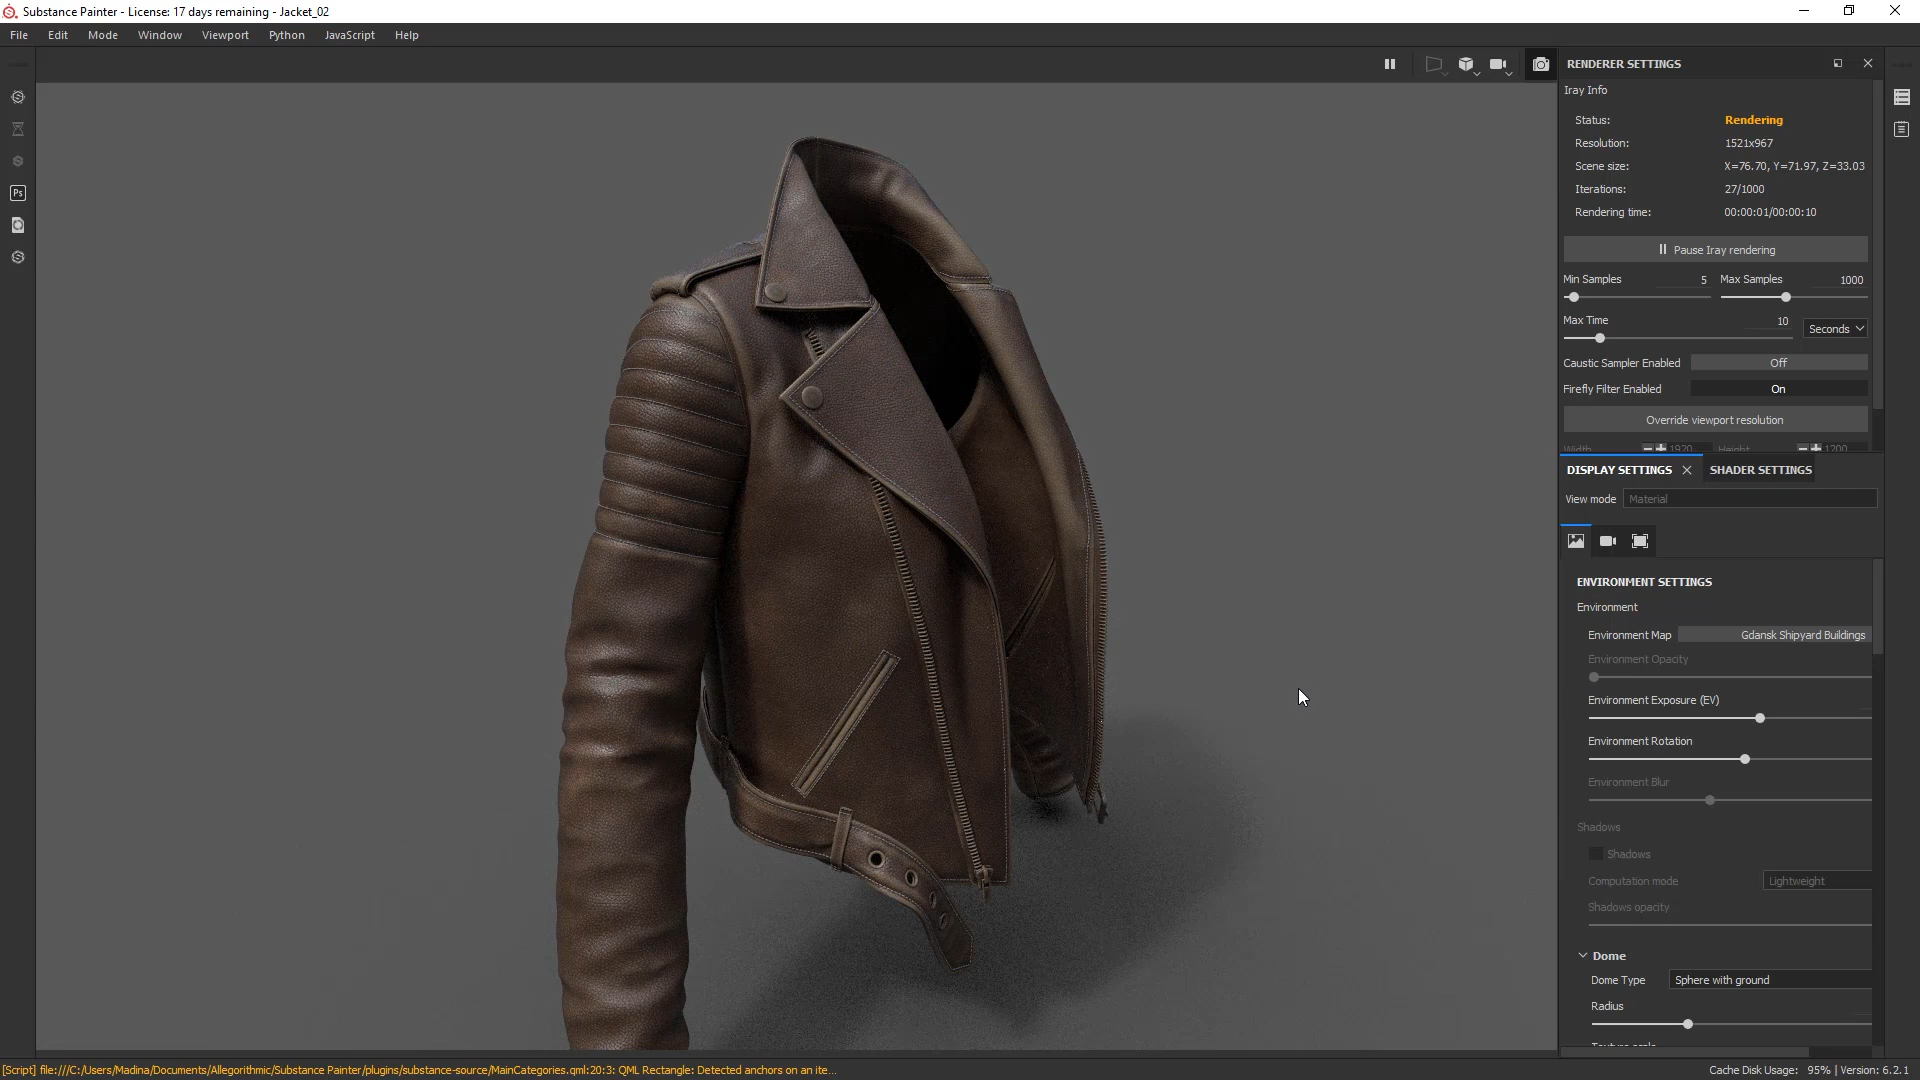 Substance Painter - License: 17 days remaining - Jacket_02
File Edit Mode Window Viewport Python JavaScript Help
RENDERER SETTINGS
Iray Info
Status: Rendering
Resolution: 1521x967
Scene size: X=76.70, Y=71.97, Z=33.03
Iterations: 27/1000
Rendering time: 00:00:01/00:00:10
Pause Iray rendering
Min Samples 5 Max Samples 1000
Max Time 10 Seconds
Caustic Sampler Enabled Off
Firefly Filter Enabled On
Override viewport resolution
Width 1920 Height 1200
DISPLAY SETTINGS SHADER SETTINGS
View mode Material
Ps
ENVIRONMENT SETTINGS
Environment
Environment Map Gdansk Shipyard Buildings
Environment Opacity
Environment Exposure (EV)
Environment Rotation
Environment Blur
Shadows
Shadows
Computation mode Lightweight
Shadows opacity
Dome
Dome Type Sphere with ground
Radius
Texture scale
[Script] file:///C:/Users/Madina/Documents/Allegorithmic/Substance Painter/plugins/substance-source/MainCategories.qml:20:3: QML Rectangle: Detected anchors on an ite...
Cache Disk Usage: 95% | Version: 6.2.1